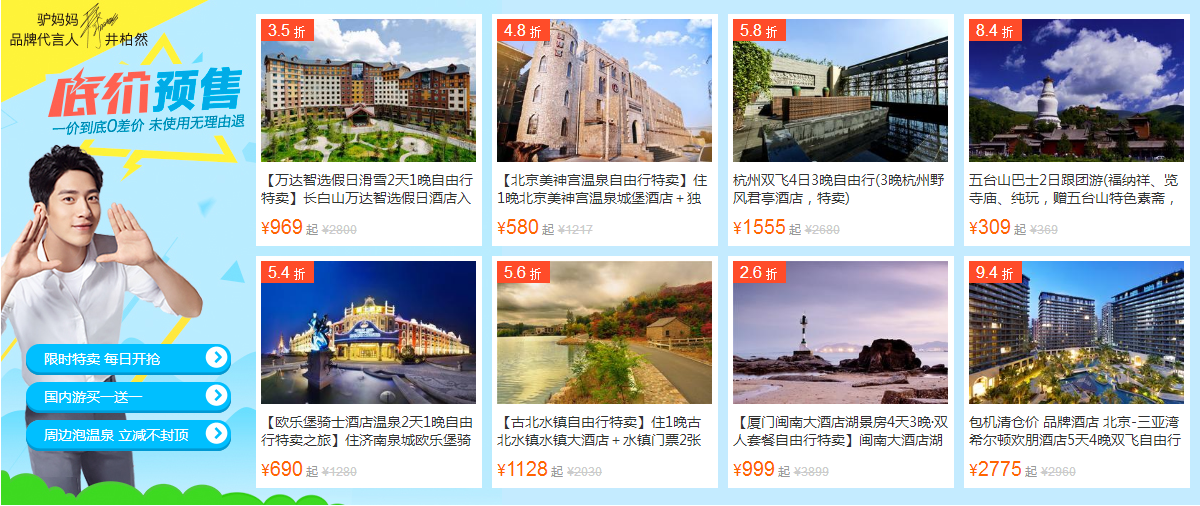 驴妈妈
品牌代言人 井柏然
底价预售
一价到底0差价 未使用无理由退
限时特卖 每日开抢
国内游买一送一
周边泡温泉 立减不封顶
3.5 折
【万达智选假日滑雪2天1晚自由行
特卖】长白山万达智选假日酒店入
¥969 起 ¥2800
4.8 折
【北京美神宫温泉自由行特卖】住
1晚北京美神宫温泉城堡酒店＋独
¥580 起 ¥1217
5.8 折
杭州双飞4日3晚自由行(3晚杭州野
风君亭酒店，特卖)
¥1555 起 ¥2680
8.4 折
五台山巴士2日跟团游(福纳祥、览
寺庙、纯玩，赠五台山特色素斋，
¥309 起 ¥369
5.4 折
【欧乐堡骑士酒店温泉2天1晚自由
行特卖之旅】住济南泉城欧乐堡骑
¥690 起 ¥1280
5.6 折
【古北水镇自由行特卖】住1晚古
北水镇水镇大酒店＋水镇门票2张
¥1128 起 ¥2030
2.6 折
【厦门闽南大酒店湖景房4天3晚·双
人套餐自由行特卖】闽南大酒店湖
¥999 起 ¥3899
9.4 折
包机清仓价 品牌酒店 北京-三亚湾
希尔顿欢朋酒店5天4晚双飞自由行
¥2775 起 ¥2960